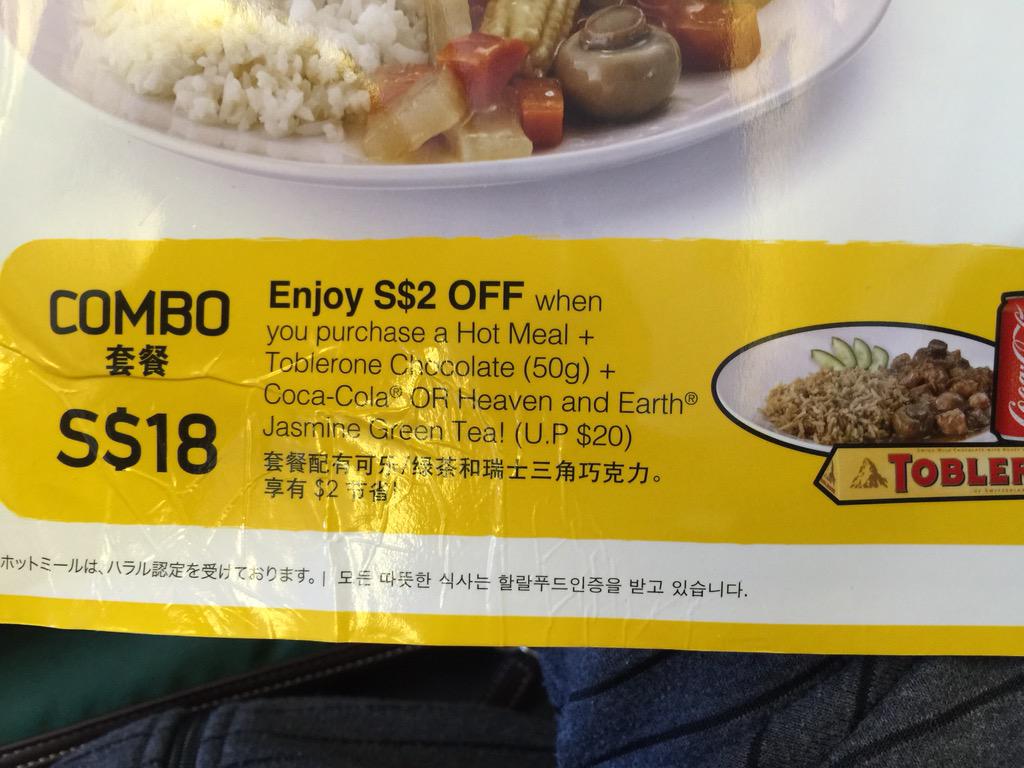 COMBO
套餐
S$18
Enjoy S$2 OFF when
you purchase a Hot Meal +
Toblerone Chocolate (50g) +
Coca-Cola® OR Heaven and Earth®
Jasmine Green Tea! (U.P $20)
套餐配有可乐/绿茶和瑞士三角巧克力。
享有 $2 节省!
Coca-Co
TOBLER
OF SWITZERLAN
ホットミールは、ハラル認定を受けております。| 모든 따뜻한 식사는 할랄푸드인증을 받고 있습니다.